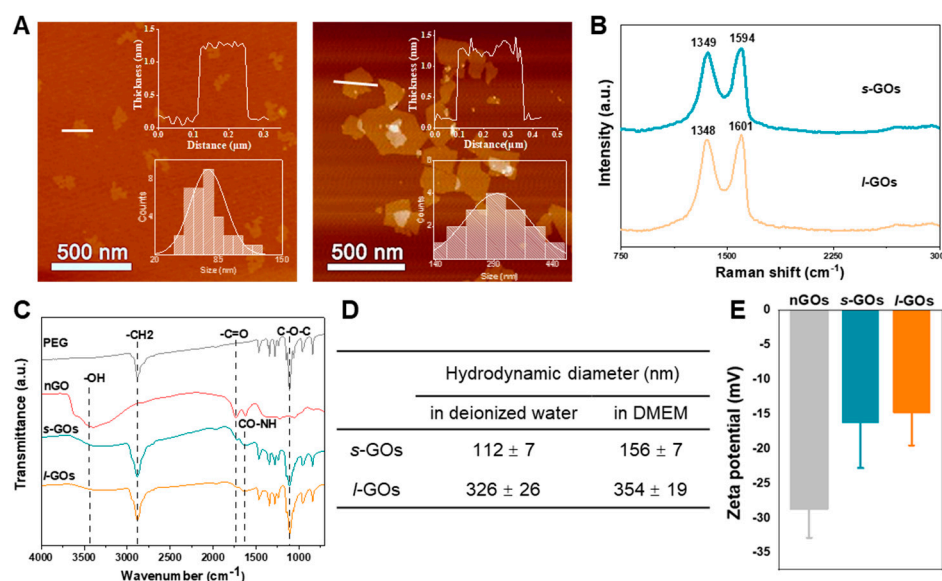 A
Thickness (nm)
1.5
1.0
0.5
0.0
0.0 0.1 0.2 0.3
Distance (µm)
Counts
8
4
20 85 150
Size (nm)
500 nm
Thickness (nm)
1.5
1.0
0.5
0.0
0.0 0.1 0.2 0.3 0.4 0.5
Distance(µm)
Counts
8
4
140 290 440
Size (nm)
500 nm
B
Intensity (a.u.)
1349 1594
s-GOs
1348 1601
l-GOs
750 1500 2250 3000
Raman shift (cm-1)
C
Transmittance (a.u.)
-CH2 -C=O C-O-C
PEG
-OH
nGO
CO-NH
s-GOs
l-GOs
4000 3000 2000 1000
Wavenumber (cm-1)
D
Hydrodynamic diameter (nm)
in deionized water in DMEM
s-GOs 112 ± 7 156 ± 7
l-GOs 326 ± 26 354 ± 19
E
nGOs s-GOs l-GOs
Zeta potential (mV)
0
-5
-10
-15
-20
-25
-30
-35